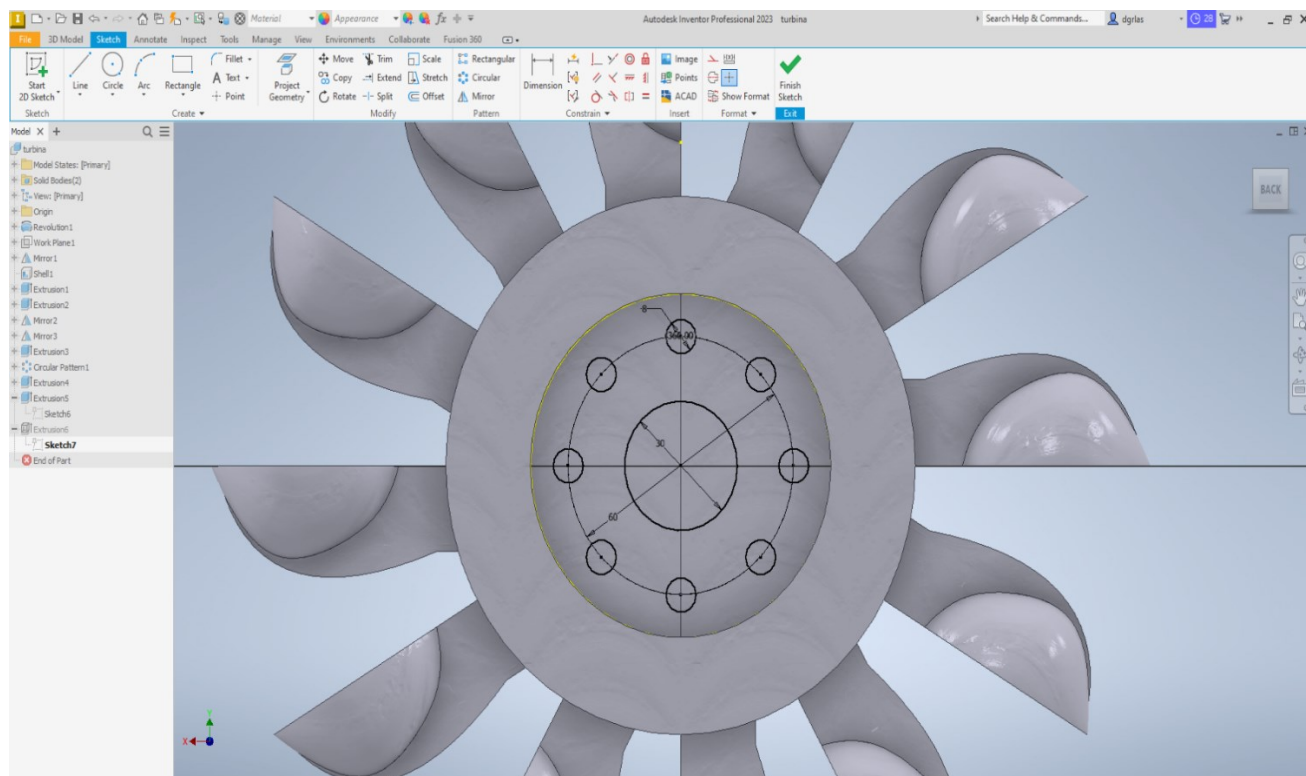 Material Appearance fx Autodesk Inventor Professional 2023 turbina Search Help & Commands... dgrlas 28
File 3D Model Sketch Annotate Inspect Tools Manage View Environments Collaborate Fusion 360
Start 2D Sketch
Line
Circle
Arc
Rectangle
Fillet
Text
Point
Project Geometry
Move Trim Scale
Copy Extend Stretch
Rotate Split Offset
Rectangular
Circular
Mirror
Dimension
Image
Points
ACAD
Show Format
Finish Sketch
Sketch Create Modify Pattern Constrain Insert Format Exit
Model
turbina
Model States: [Primary]
Solid Bodies(2)
View: [Primary]
Origin
Revolution1
Work Plane1
Mirror1
Shell1
Extrusion1
Extrusion2
Mirror2
Mirror3
Extrusion3
Circular Pattern1
Extrusion4
Extrusion5
Sketch6
Extrusion6
Sketch7
End of Part
BACK
8
30
60
X
Y